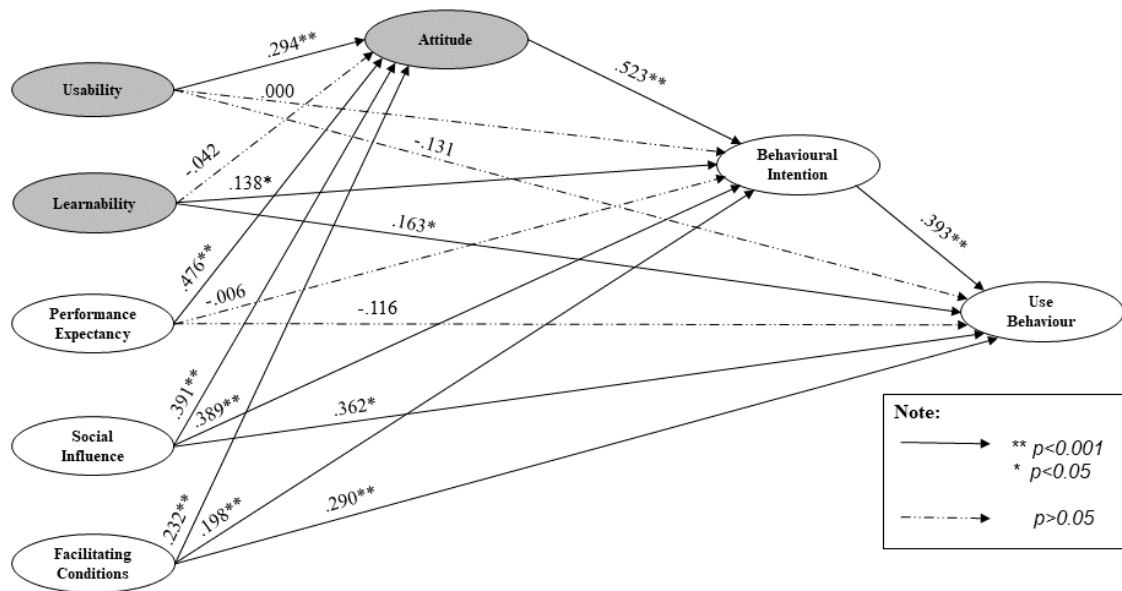 .294**
Attitude
.523**
Usability
.000
-.042
-.131
Behavioural
Intention
Learnability
.138*
.163*
.393**
.476**
-.006
Performance
Expectancy
-.116
Use
Behaviour
.391**
.389**
.362*
Social
Influence
.232**
.198**
.290**
Facilitating
Conditions
Note:
** p<0.001
* p<0.05
p>0.05